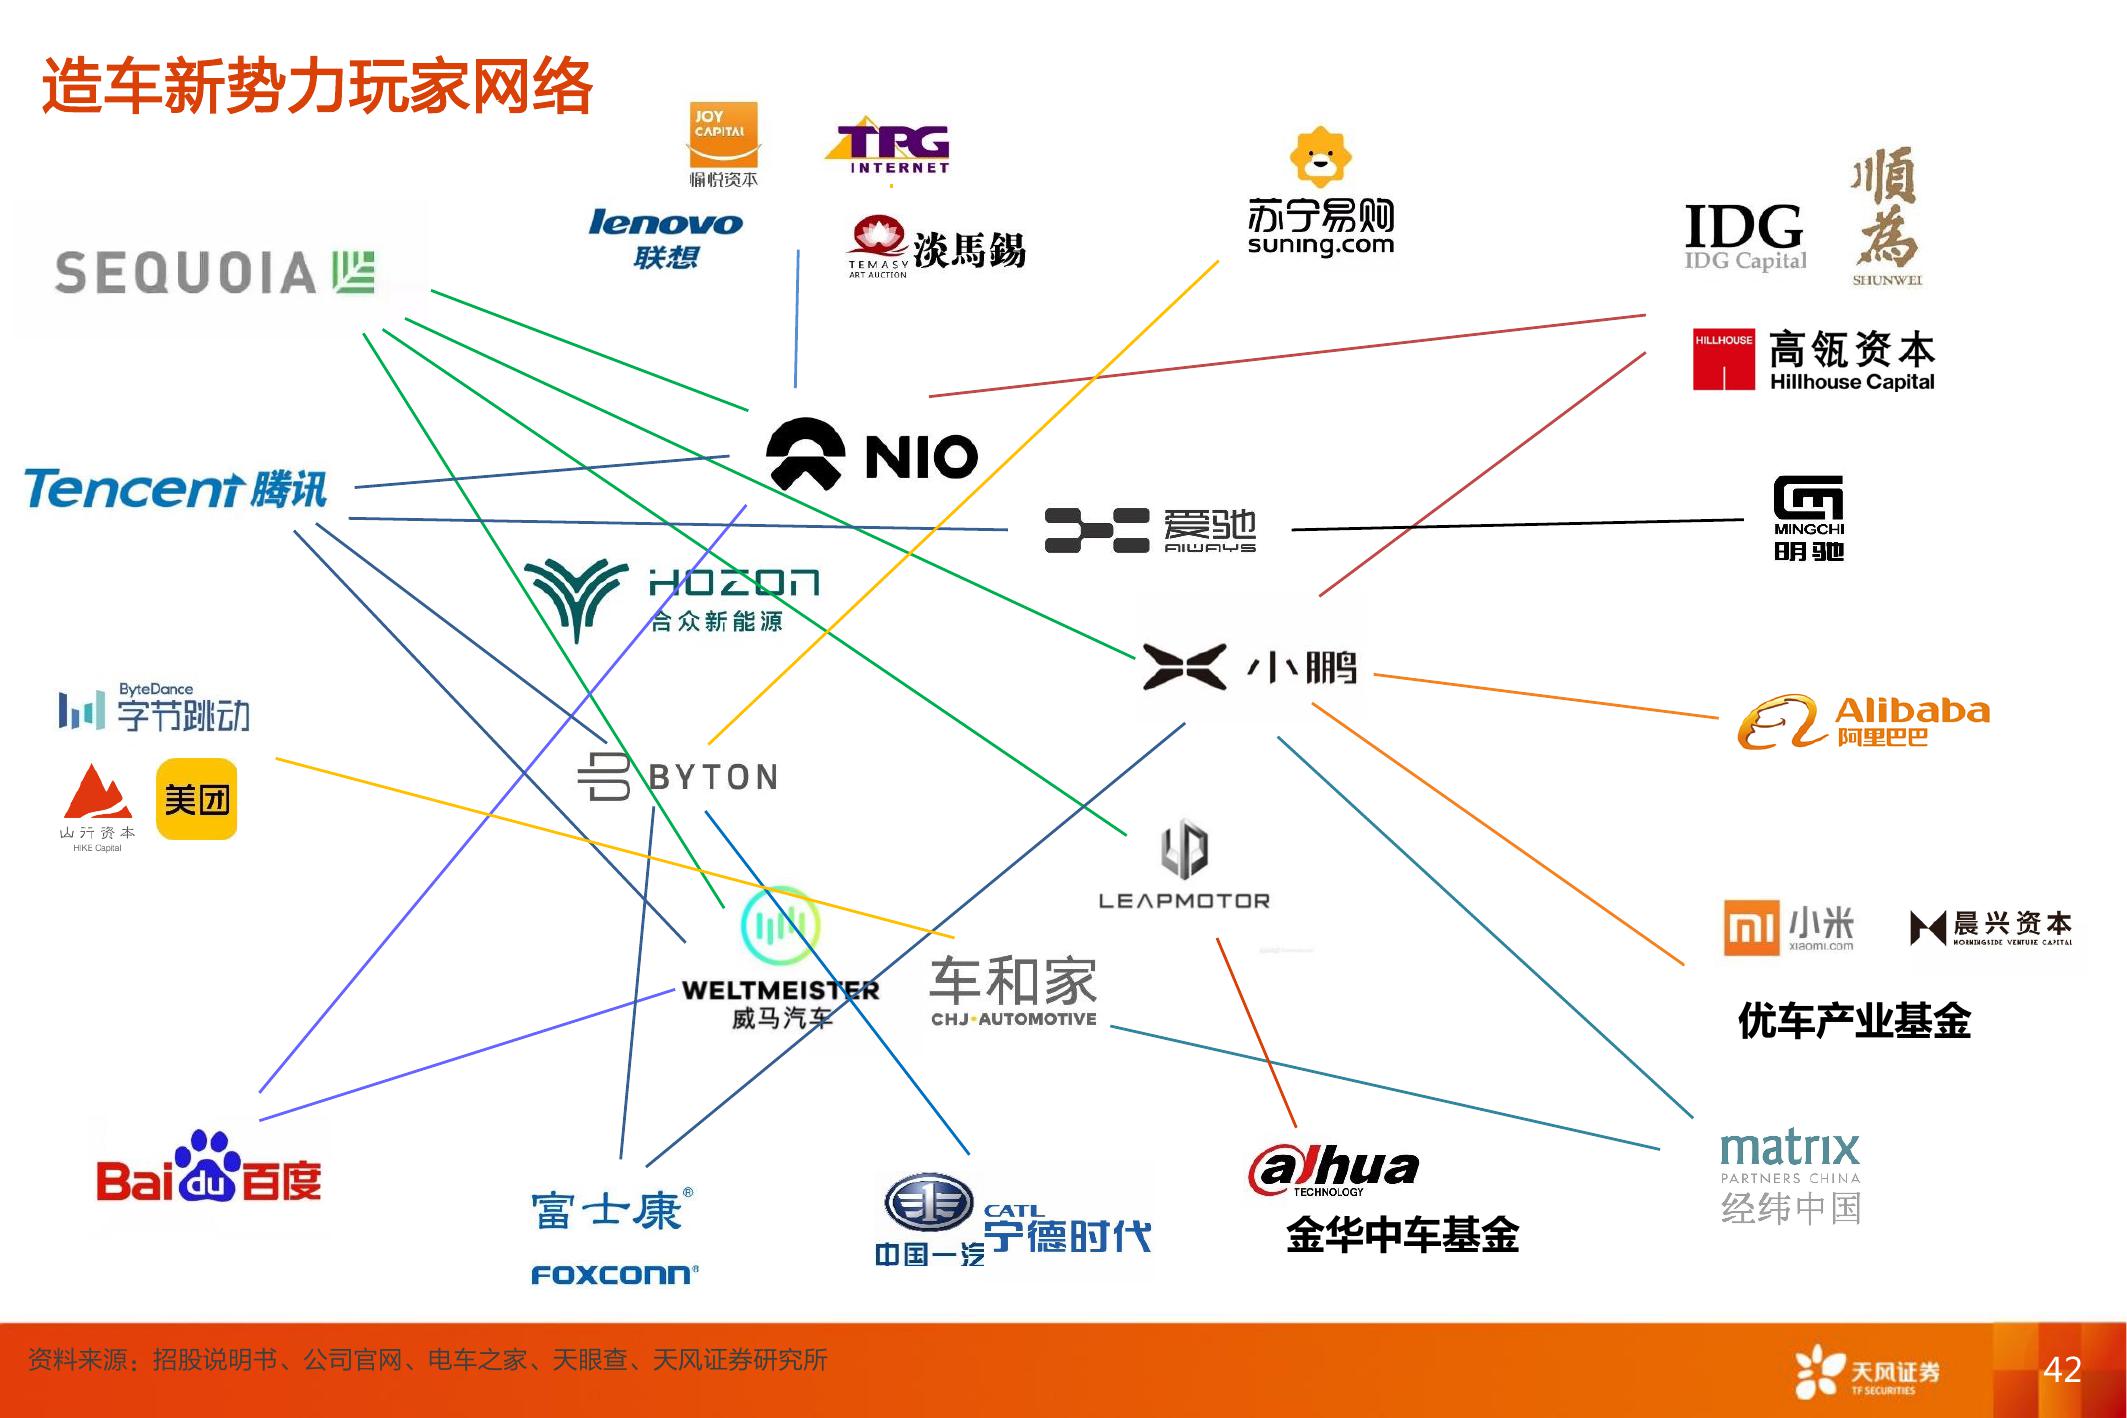 造车新势力玩家网络
JOY
CAPITAL
愉悦资本
TPG
INTERNET
lenovo
联想
TEMASY
ART AUCTION
淡馬錫
苏宁易购
suning.com
IDG
IDG Capital
順為
SHUNWEI
SEQUOIA
HILLHOUSE
高瓴资本
Hillhouse Capital
NIO
Tencent 腾讯
爱驰
AIWAYS
MINGCHI
明驰
HOZON
合众新能源
小鹏
ByteDance
字节跳动
Alibaba
阿里巴巴
BYTON
山行资本
HIKE Capital
美团
LEAPMOTOR
小米
xiaomi.com
晨兴资本
MORNINGSIDE VENTURE CAPITAL
WELTMEISTER
威马汽车
车和家
CHJ·AUTOMOTIVE
优车产业基金
Baidu百度
富士康®
FOXCONN®
中国一汽
CATL
宁德时代
alhua
TECHNOLOGY
金华中车基金
matrix
PARTNERS CHINA
经纬中国
资料来源：招股说明书、公司官网、电车之家、天眼查、天风证券研究所
天风证券
TF SECURITIES
42